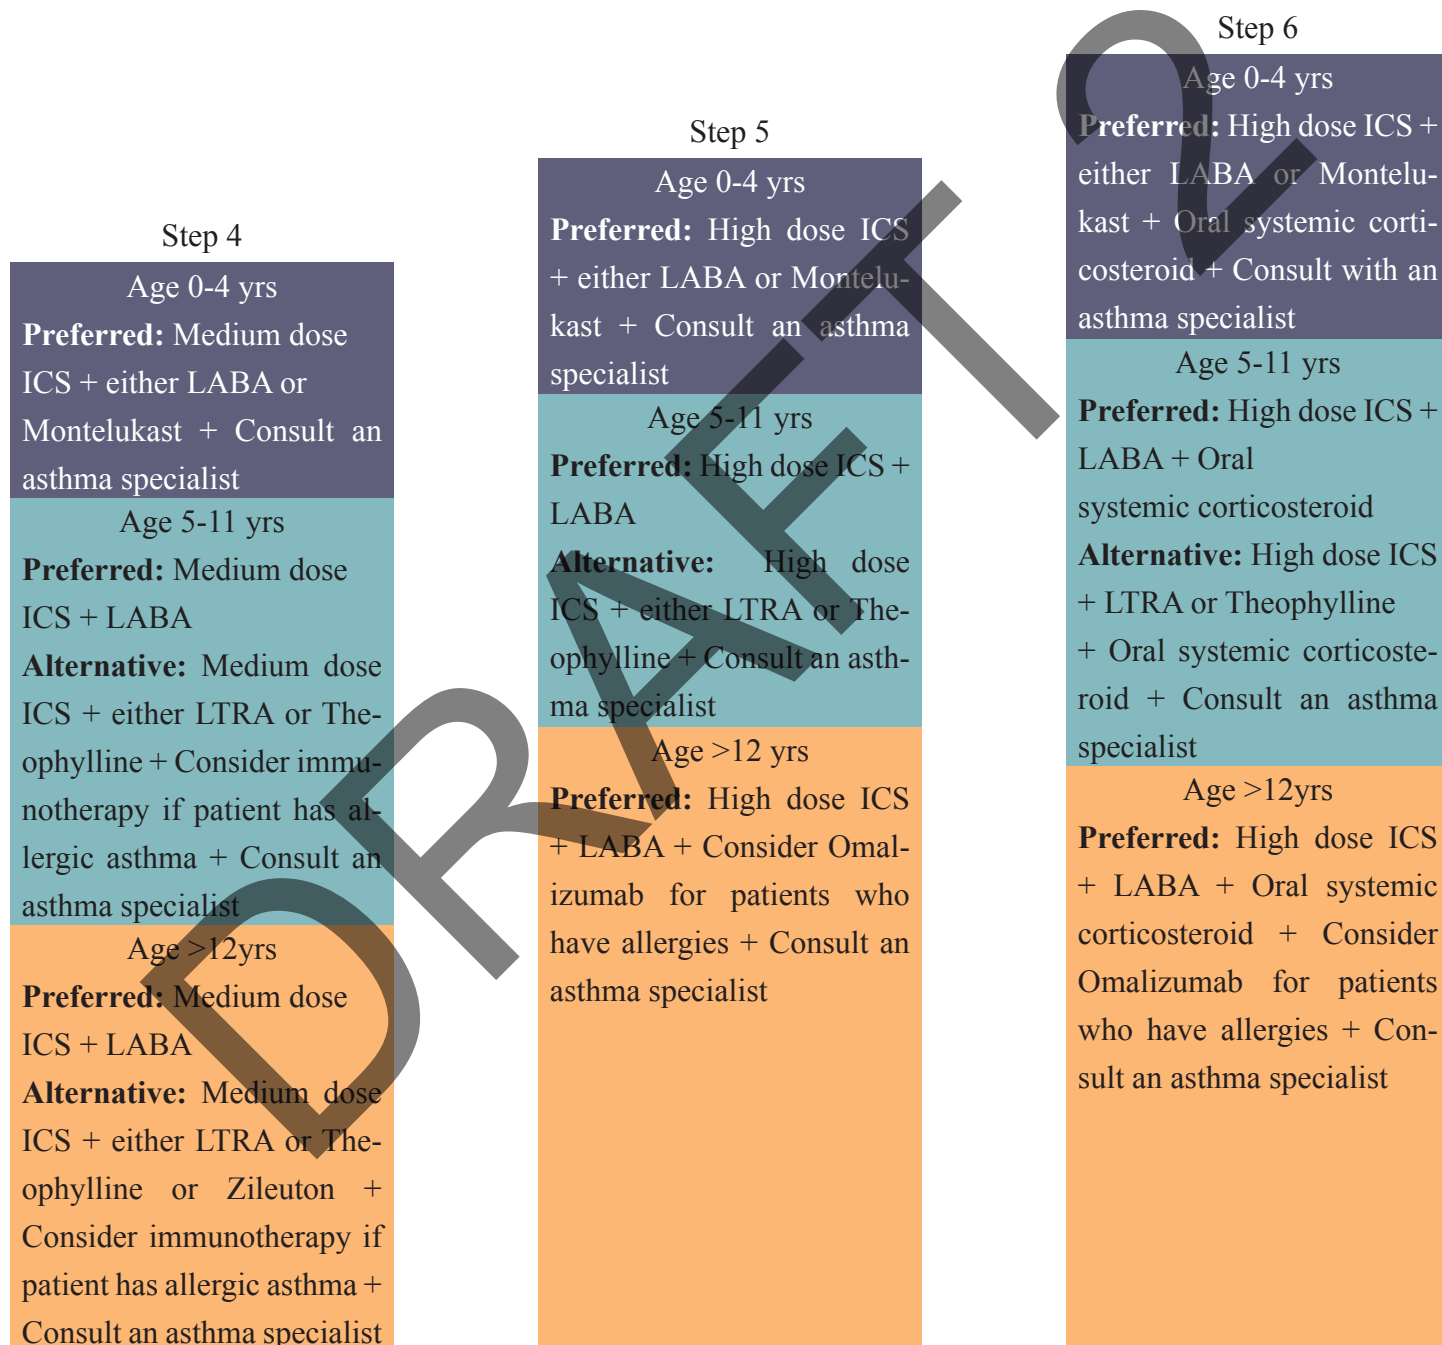 Step 4
Age 0-4 yrs
Preferred: Medium dose
ICS + either LABA or
Montelukast + Consult an
asthma specialist
Age 5-11 yrs
Preferred: Medium dose
ICS + LABA
Alternative: Medium dose
ICS + either LTRA or The-
ophylline + Consider immu-
notherapy if patient has al-
lergic asthma + Consult an
asthma specialist
Age >12yrs
Preferred: Medium dose
ICS + LABA
Alternative: Medium dose
ICS + either LTRA or The-
ophylline or Zileuton +
Consider immunotherapy if
patient has allergic asthma +
Consult an asthma specialist
Step 5
Age 0-4 yrs
Preferred: High dose ICS
+ either LABA or Montelu-
kast + Consult an asthma
specialist
Age 5-11 yrs
Preferred: High dose ICS +
LABA
Alternative: High dose
ICS + either LTRA or The-
ophylline + Consult an asth-
ma specialist
Age >12 yrs
Preferred: High dose ICS
+ LABA + Consider Omal-
izumab for patients who
have allergies + Consult an
asthma specialist
Step 6
Age 0-4 yrs
Preferred: High dose ICS +
either LABA or Montelu-
kast + Oral systemic corti-
costeroid + Consult with an
asthma specialist
Age 5-11 yrs
Preferred: High dose ICS +
LABA + Oral
systemic corticosteroid
Alternative: High dose ICS
+ LTRA or Theophylline
+ Oral systemic corticoste-
roid + Consult an asthma
specialist
Age >12yrs
Preferred: High dose ICS
+ LABA + Oral systemic
corticosteroid + Consider
Omalizumab for patients
who have allergies + Con-
sult an asthma specialist
DRAFT 2